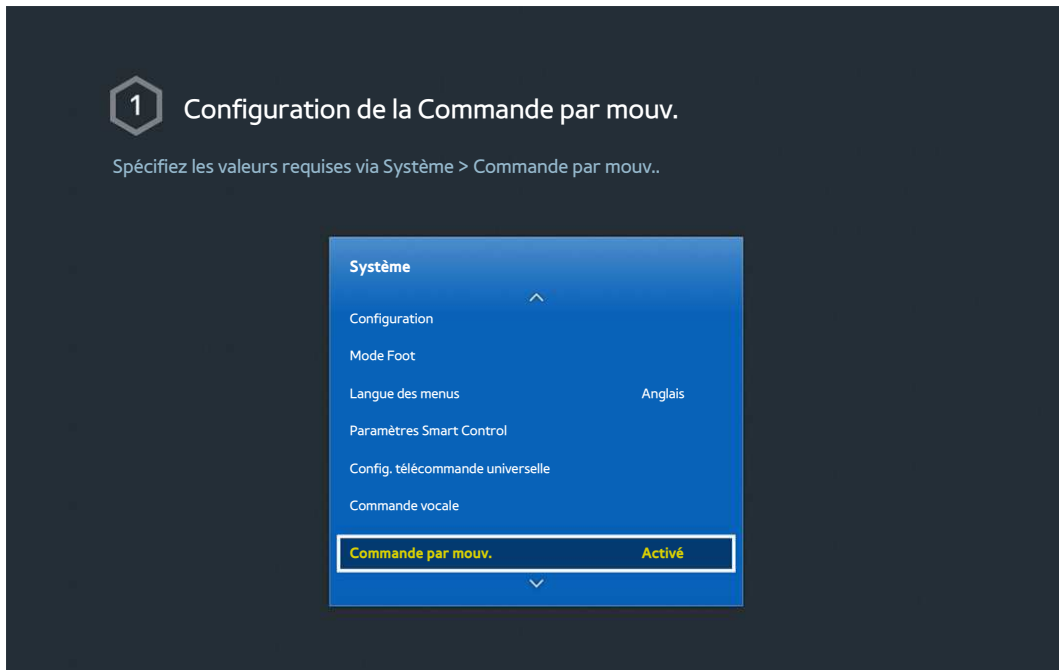 1
Configuration de la Commande par mouv.
Spécifiez les valeurs requises via Système > Commande par mouv..
Système
Configuration
Mode Foot
Langue des menus Anglais
Paramètres Smart Control
Config. télécommande universelle
Commande vocale
Commande par mouv. Activé